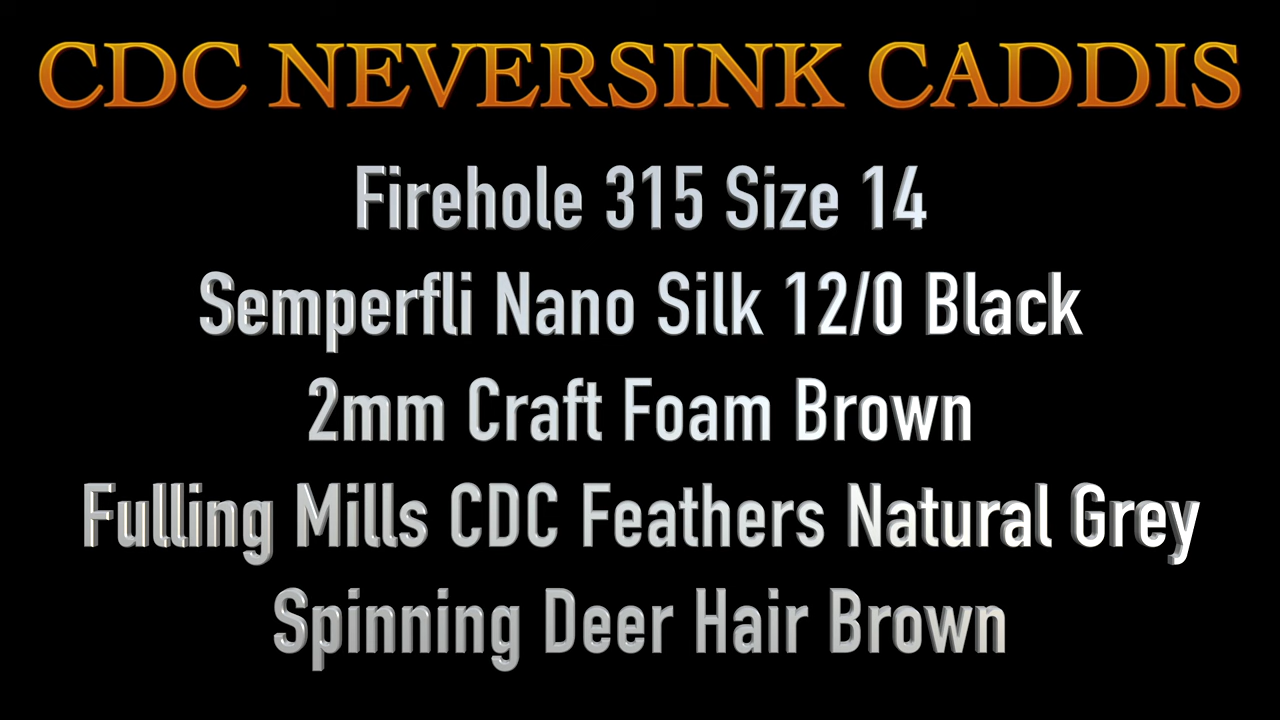 CDC NEVERSINK CADDIS
Firehole 315 Size 14
Semperfli Nano Silk 12/0 Black
2mm Craft Foam Brown
Fulling Mills CDC Feathers Natural Grey
Spinning Deer Hair Brown